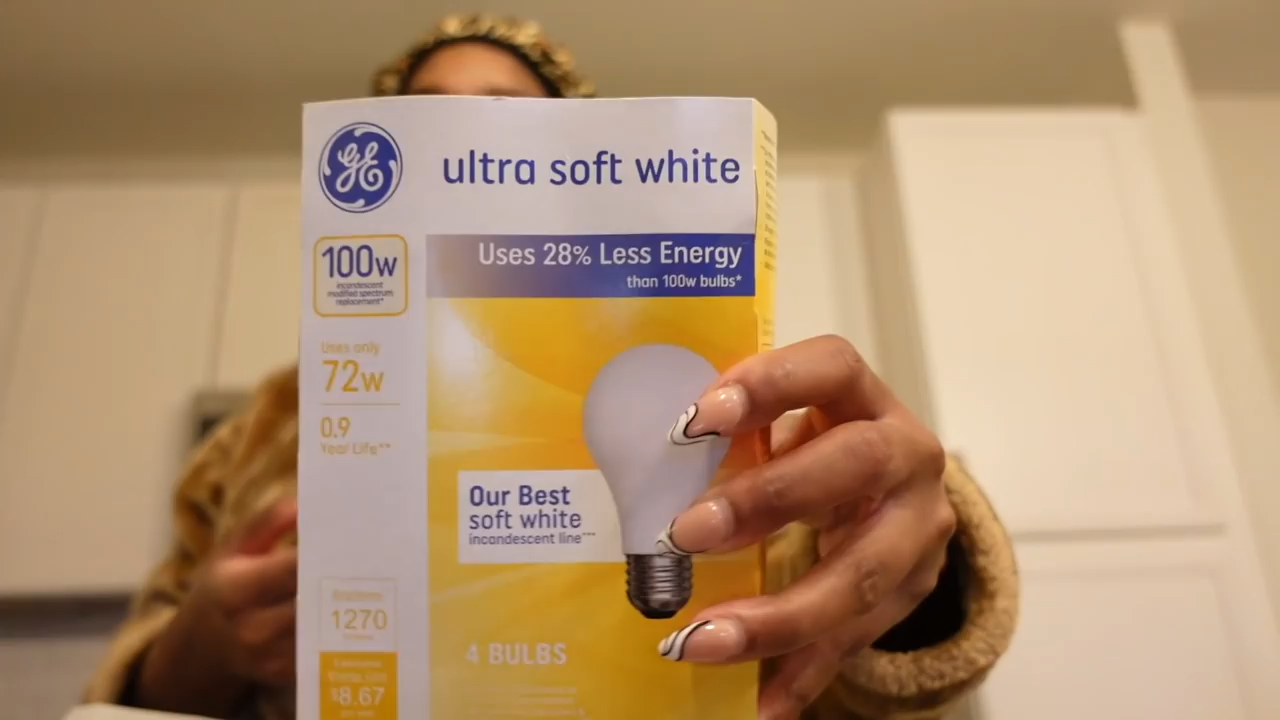 GE
ultra soft white
Uses 28% Less Energy
than 100w bulbs*
100w
incandescent
modified spectrum
replacement*
Uses only
72w
0.9
Year Life**
Our Best
soft white
incandescent line***
1270
$8.67
4 BULBS